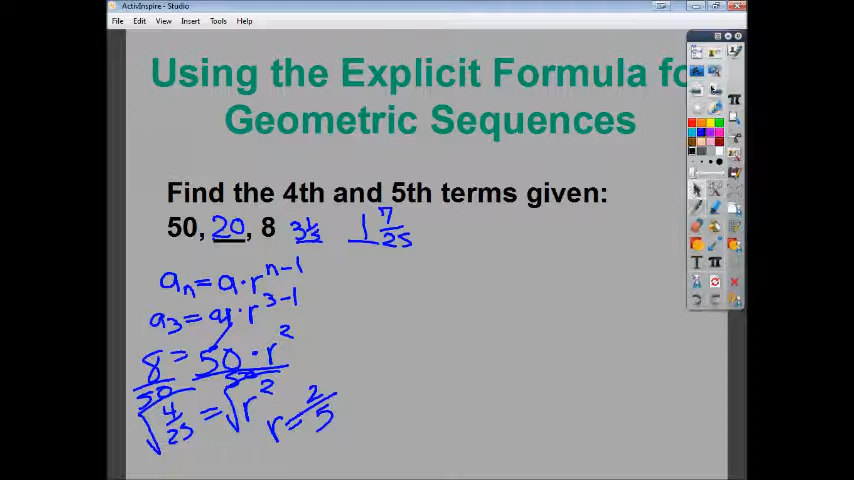 ActivInspire - Studio
File Edit View Insert Tools Help
Using the Explicit Formula fo
Geometric Sequences
Find the 4th and 5th terms given:
50, 20, 8 3 1/5 1 7/25
aₙ = a · rⁿ⁻¹
a₃ = a₁ · r³⁻¹
8 = 50 · r²
50 50
√4/25 = √r² r = 2/5